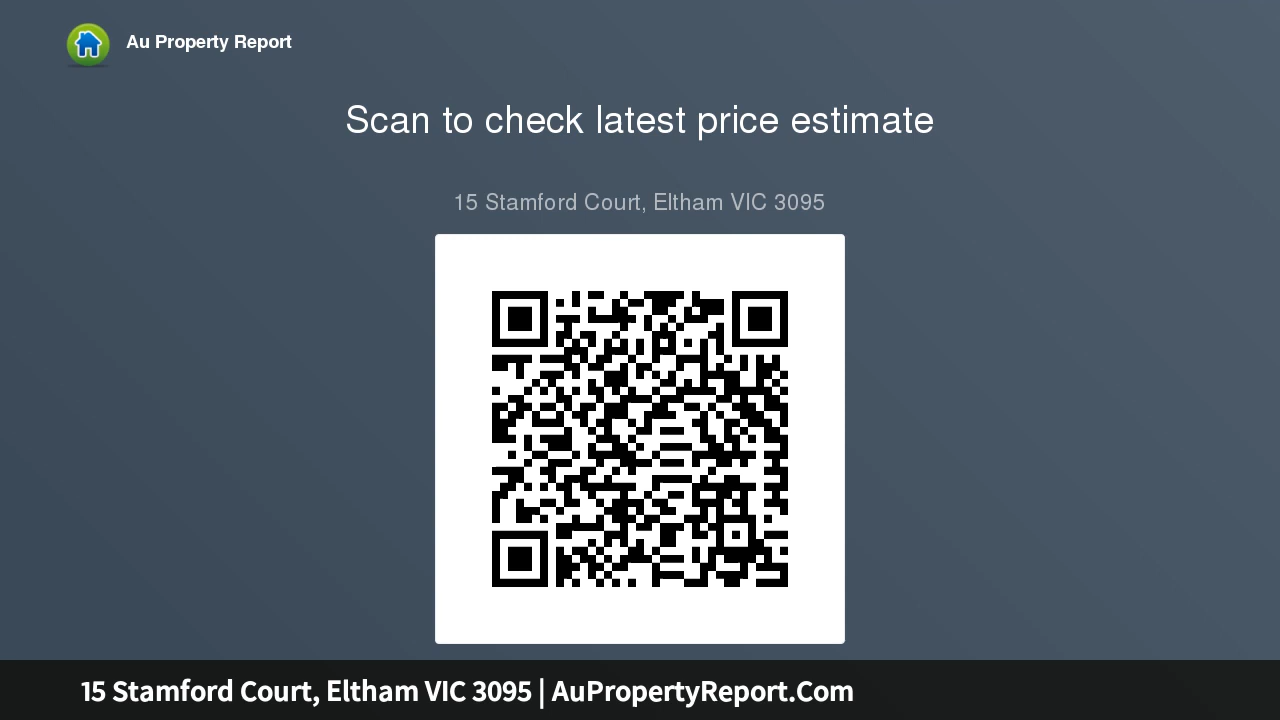 Au Property Report
Scan to check latest price estimate
15 Stamford Court, Eltham VIC 3095
15 Stamford Court, Eltham VIC 3095 | AuPropertyReport.Com